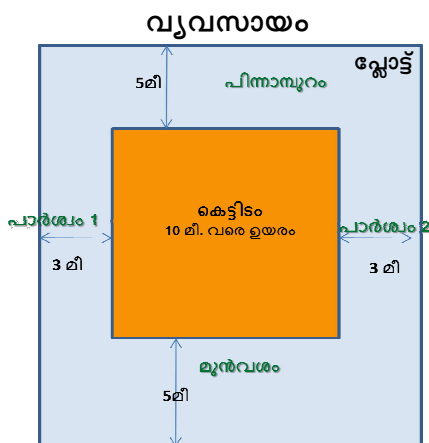 വ്യവസായം
പ്ലോട്ട്
5മീ
പിന്നാമ്പുറം
കെട്ടിടം
10 മീ. വരെ ഉയരം
പാർശ്വം 1
പാർശ്വം 2
3 മീ
3 മീ
മുൻവശം
5മീ